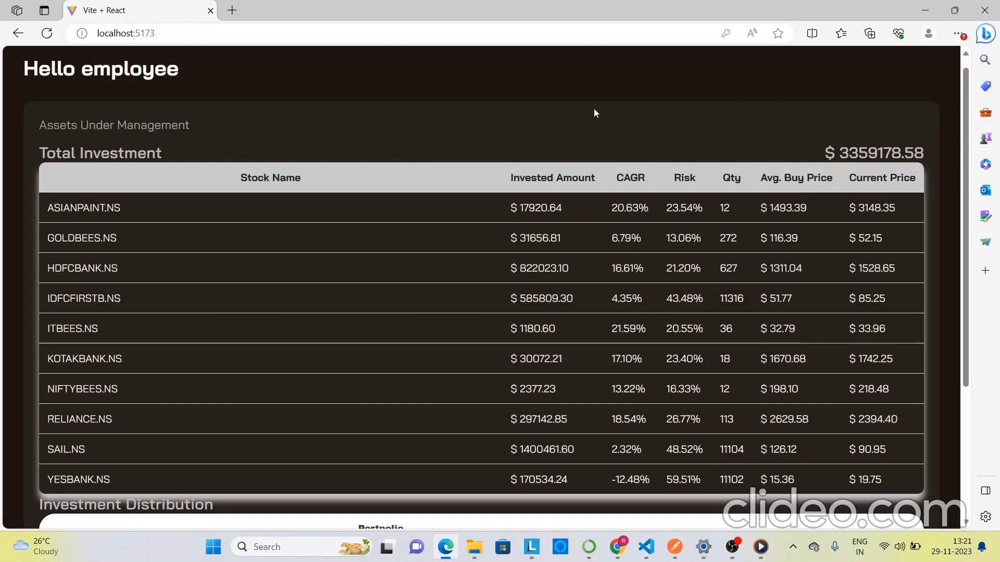 Vite + React
localhost:5173
Hello employee
Assets Under Management
Total Investment $ 3359178.58
Stock Name Invested Amount CAGR Risk Qty Avg. Buy Price Current Price
ASIANPAINT.NS $ 17920.64 20.63% 23.54% 12 $ 1493.39 $ 3148.35
GOLDBEES.NS $ 31656.81 6.79% 13.06% 272 $ 116.39 $ 52.15
HDFCBANK.NS $ 822023.10 16.61% 21.20% 627 $ 1311.04 $ 1528.65
IDFCFIRSTB.NS $ 585809.30 4.35% 43.48% 11316 $ 51.77 $ 85.25
ITBEES.NS $ 1180.60 21.59% 20.55% 36 $ 32.79 $ 33.96
KOTAKBANK.NS $ 30072.21 17.10% 23.40% 18 $ 1670.68 $ 1742.25
NIFTYBEES.NS $ 2377.23 13.22% 16.33% 12 $ 198.10 $ 218.48
RELIANCE.NS $ 297142.85 18.54% 26.77% 113 $ 2629.58 $ 2394.40
SAIL.NS $ 1400461.60 2.32% 48.52% 11104 $ 126.12 $ 90.95
YESBANK.NS $ 170534.24 -12.48% 59.51% 11102 $ 15.36 $ 19.75
Investment Distribution
Portpolio
clideo.com
26°C
Cloudy
Search
ENG
IN
13:21
29-11-2023